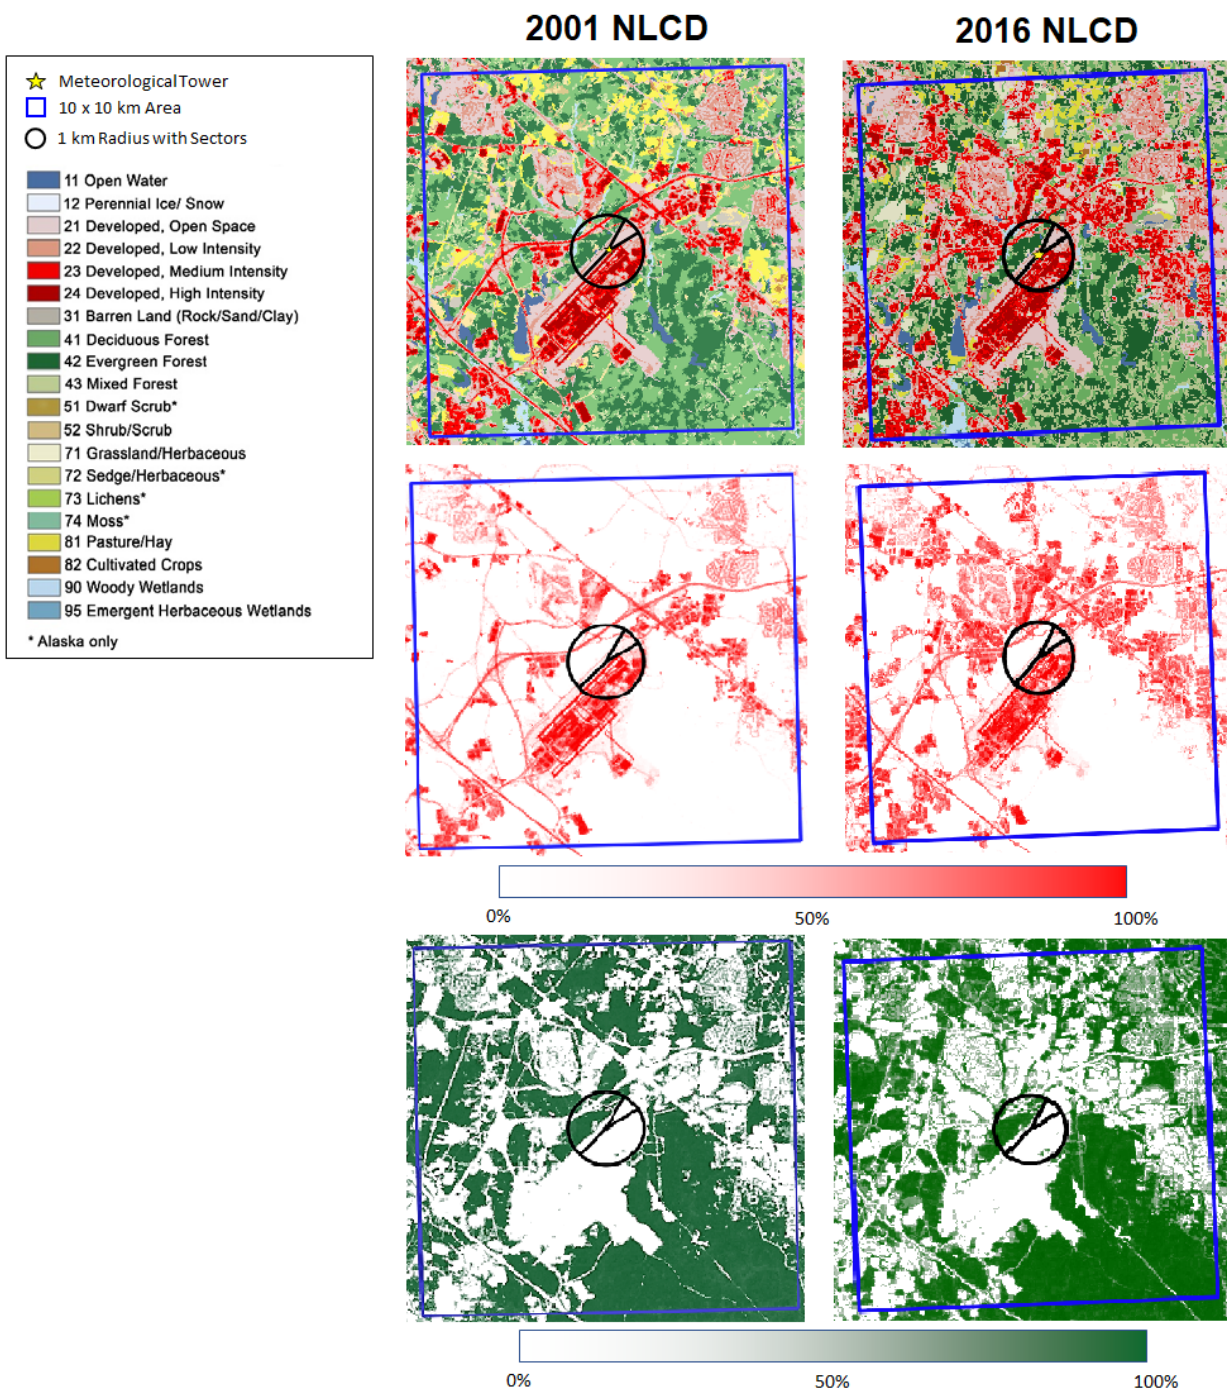 2001 NLCD
2016 NLCD
Meteorological Tower
10 x 10 km Area
1 km Radius with Sectors
11 Open Water
12 Perennial Ice/ Snow
21 Developed, Open Space
22 Developed, Low Intensity
23 Developed, Medium Intensity
24 Developed, High Intensity
31 Barren Land (Rock/Sand/Clay)
41 Deciduous Forest
42 Evergreen Forest
43 Mixed Forest
51 Dwarf Scrub*
52 Shrub/Scrub
71 Grassland/Herbaceous
72 Sedge/Herbaceous*
73 Lichens*
74 Moss*
81 Pasture/Hay
82 Cultivated Crops
90 Woody Wetlands
95 Emergent Herbaceous Wetlands
* Alaska only
0% 50% 100%
0% 50% 100%